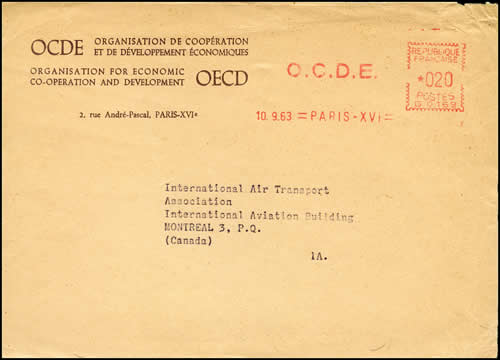 OCDE ORGANISATION DE COOPÉRATION
ET DE DÉVELOPPEMENT ÉCONOMIQUES
ORGANISATION FOR ECONOMIC
CO-OPERATION AND DEVELOPMENT OECD
2, rue André-Pascal, PARIS-XVIe
O.C.D.E.
10.9.63 = PARIS-XVI =
REPUBLIQUE
FRANCAISE
*020
POSTES
International Air Transport
Association
International Aviation Building
MONTREAL 3, P.Q.
(Canada)
1A.